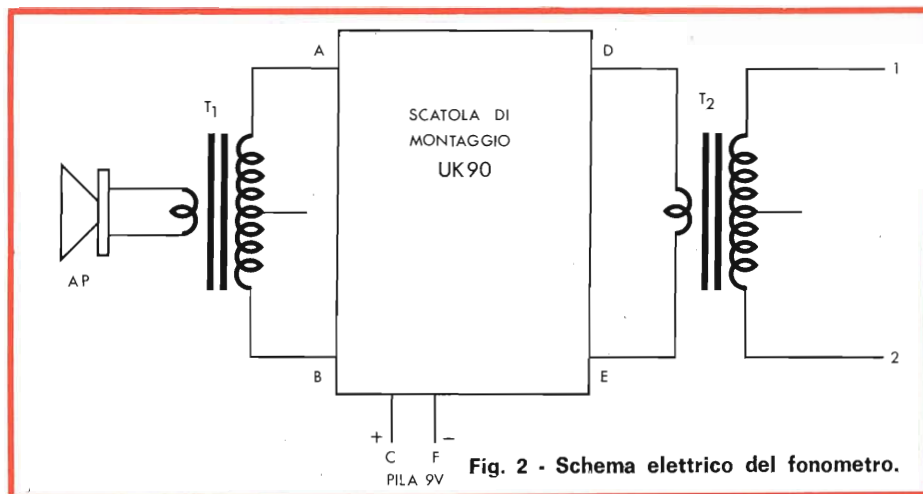 A
D
1
T1
T2
SCATOLA DI
MONTAGGIO
UK90
AP
B
E
2
+
−
C
F
PILA 9V
Fig. 2 - Schema elettrico del fonometro.